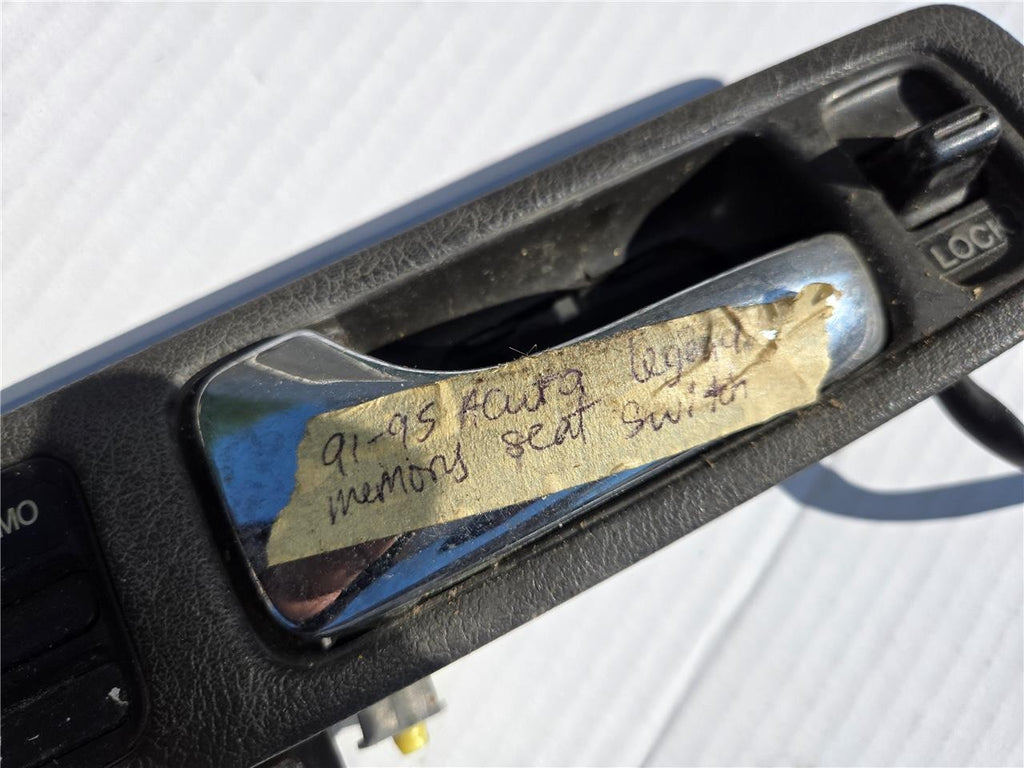 LOCK
91-95 Acura legend
memory seat switch
MO